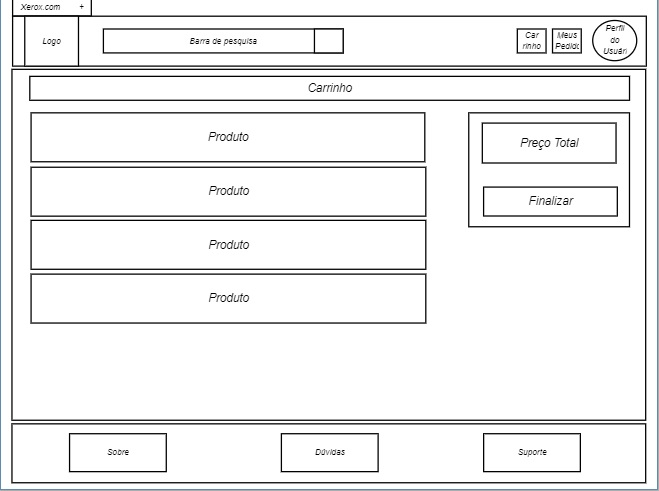 Xerox.com +
Logo
Barra de pesquisa
Car
rinho
Meus
Pedido
Perfil
do
Usuári
Carrinho
Produto
Preço Total
Produto
Finalizar
Produto
Produto
Sobre
Dúvidas
Suporte